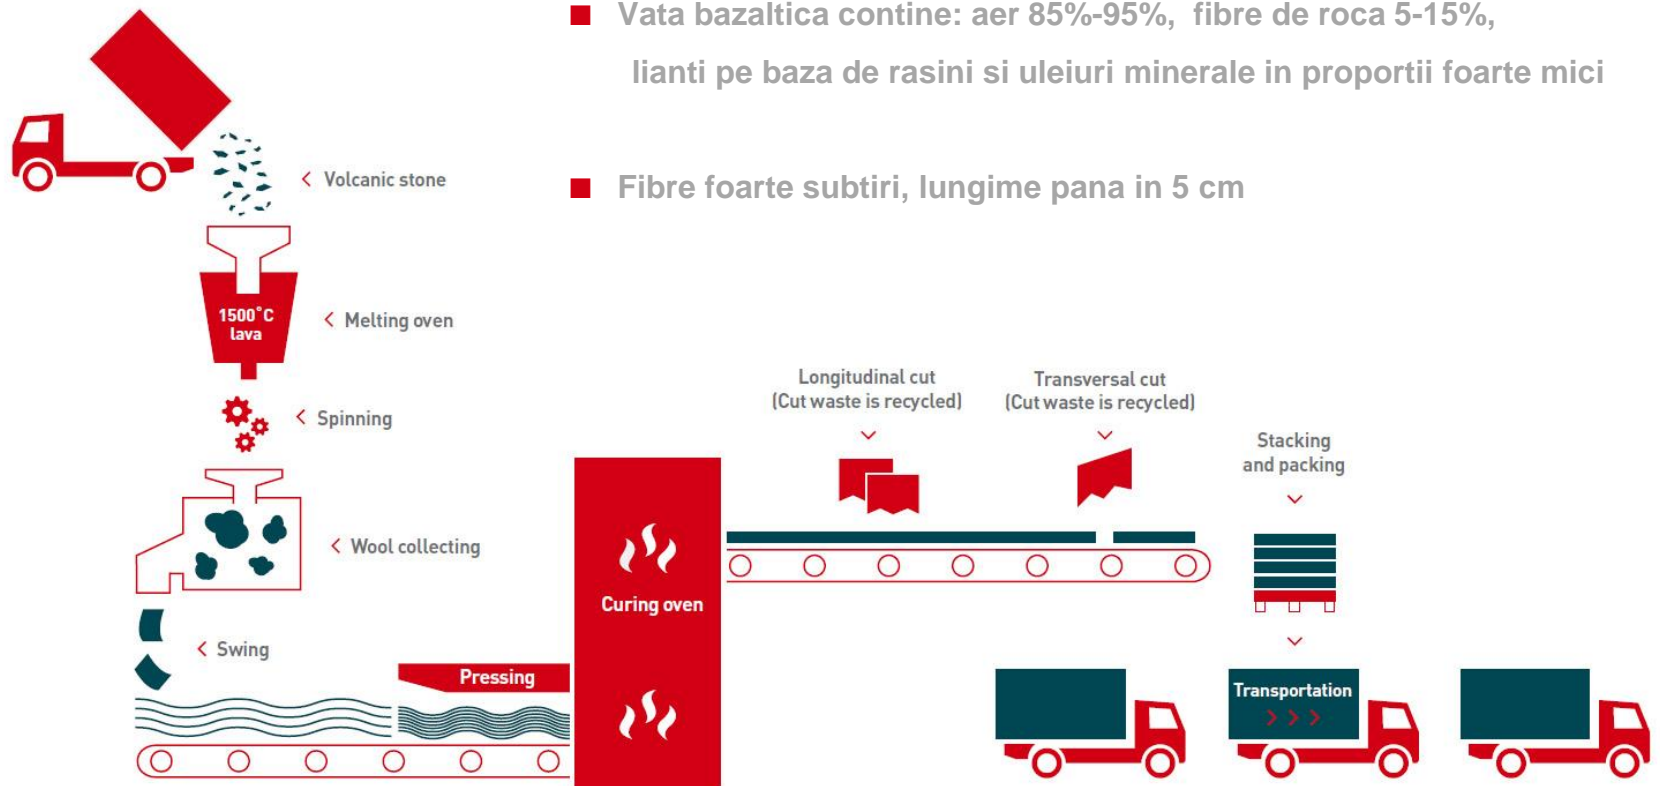 Vata bazaltica contine: aer 85%-95%, fibre de roca 5-15%,
lianti pe baza de rasini si uleiuri minerale in proportii foarte mici
Fibre foarte subtiri, lungime pana in 5 cm
Volcanic stone
1500°C
lava
Melting oven
Spinning
Wool collecting
Swing
Pressing
Curing oven
Longitudinal cut
(Cut waste is recycled)
Transversal cut
(Cut waste is recycled)
Stacking
and packing
Transportation